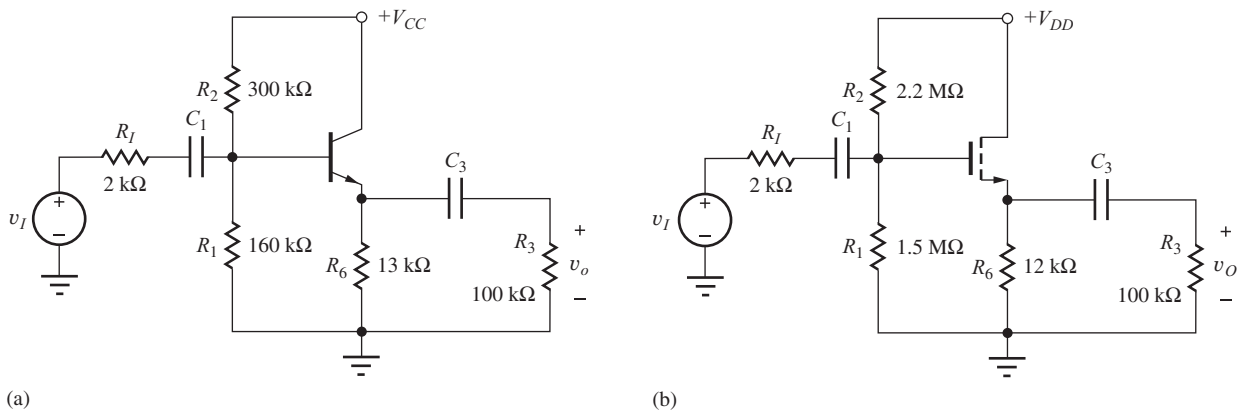 +V_CC
R_2 300 kΩ
C_1
R_I
2 kΩ
v_I
+
−
R_1 160 kΩ
C_3
R_6 13 kΩ
R_3
100 kΩ
+
v_o
−
(a)
+V_DD
R_2 2.2 MΩ
C_1
R_I
2 kΩ
v_I
+
−
R_1 1.5 MΩ
C_3
R_6 12 kΩ
R_3
100 kΩ
+
v_O
−
(b)